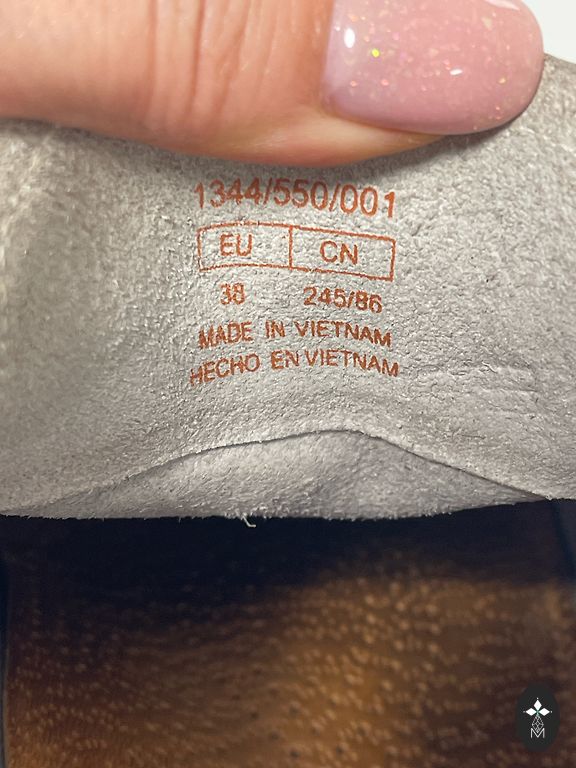 1344/550/001
EU CN
38 245/86
MADE IN VIETNAM
HECHO EN VIETNAM
M